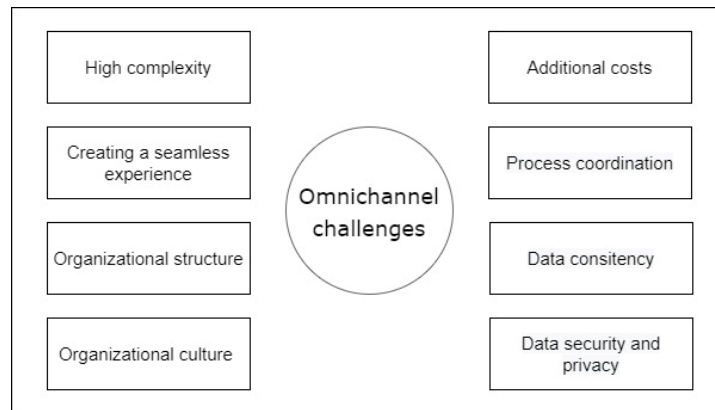 High complexity
Additional costs
Creating a seamless
experience
Process coordination
Omnichannel
challenges
Organizational structure
Data consitency
Organizational culture
Data security and
privacy